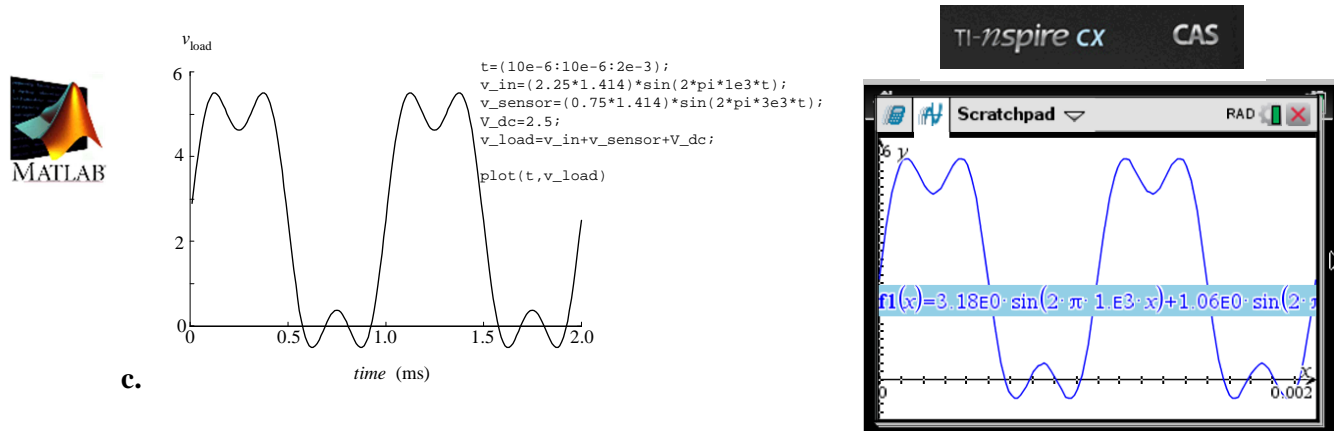 v_load
6
4
2
0
0
0.5
1.0
1.5
2.0
time (ms)
t=(10e-6:10e-6:2e-3);
v_in=(2.25*1.414)*sin(2*pi*1e3*t);
v_sensor=(0.75*1.414)*sin(2*pi*3e3*t);
V_dc=2.5;
v_load=v_in+v_sensor+V_dc;
plot(t,v_load)
MATLAB
c.
TI-nspire CX CAS
Scratchpad
RAD
6 y
f1(x)=3.18E0·sin(2·π·1.E3·x)+1.06E0·sin(2·
x
0
0.002